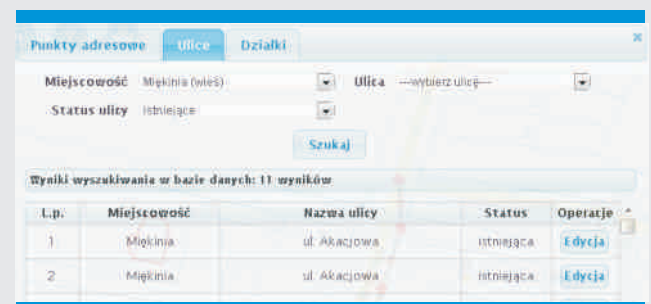 Punkty adresowe Ulice Działki ×
Miejscowość Miękinia (wieś) Ulica ---wybierz ulicę---
Status ulicy istniejące
Szukaj
Wyniki wyszukiwania w bazie danych: 11 wyników
L.p. Miejscowość Nazwa ulicy Status Operacje
1 Miękinia ul. Akacjowa istniejąca Edycja
2 Miękinia ul. Akacjowa istniejąca Edycja